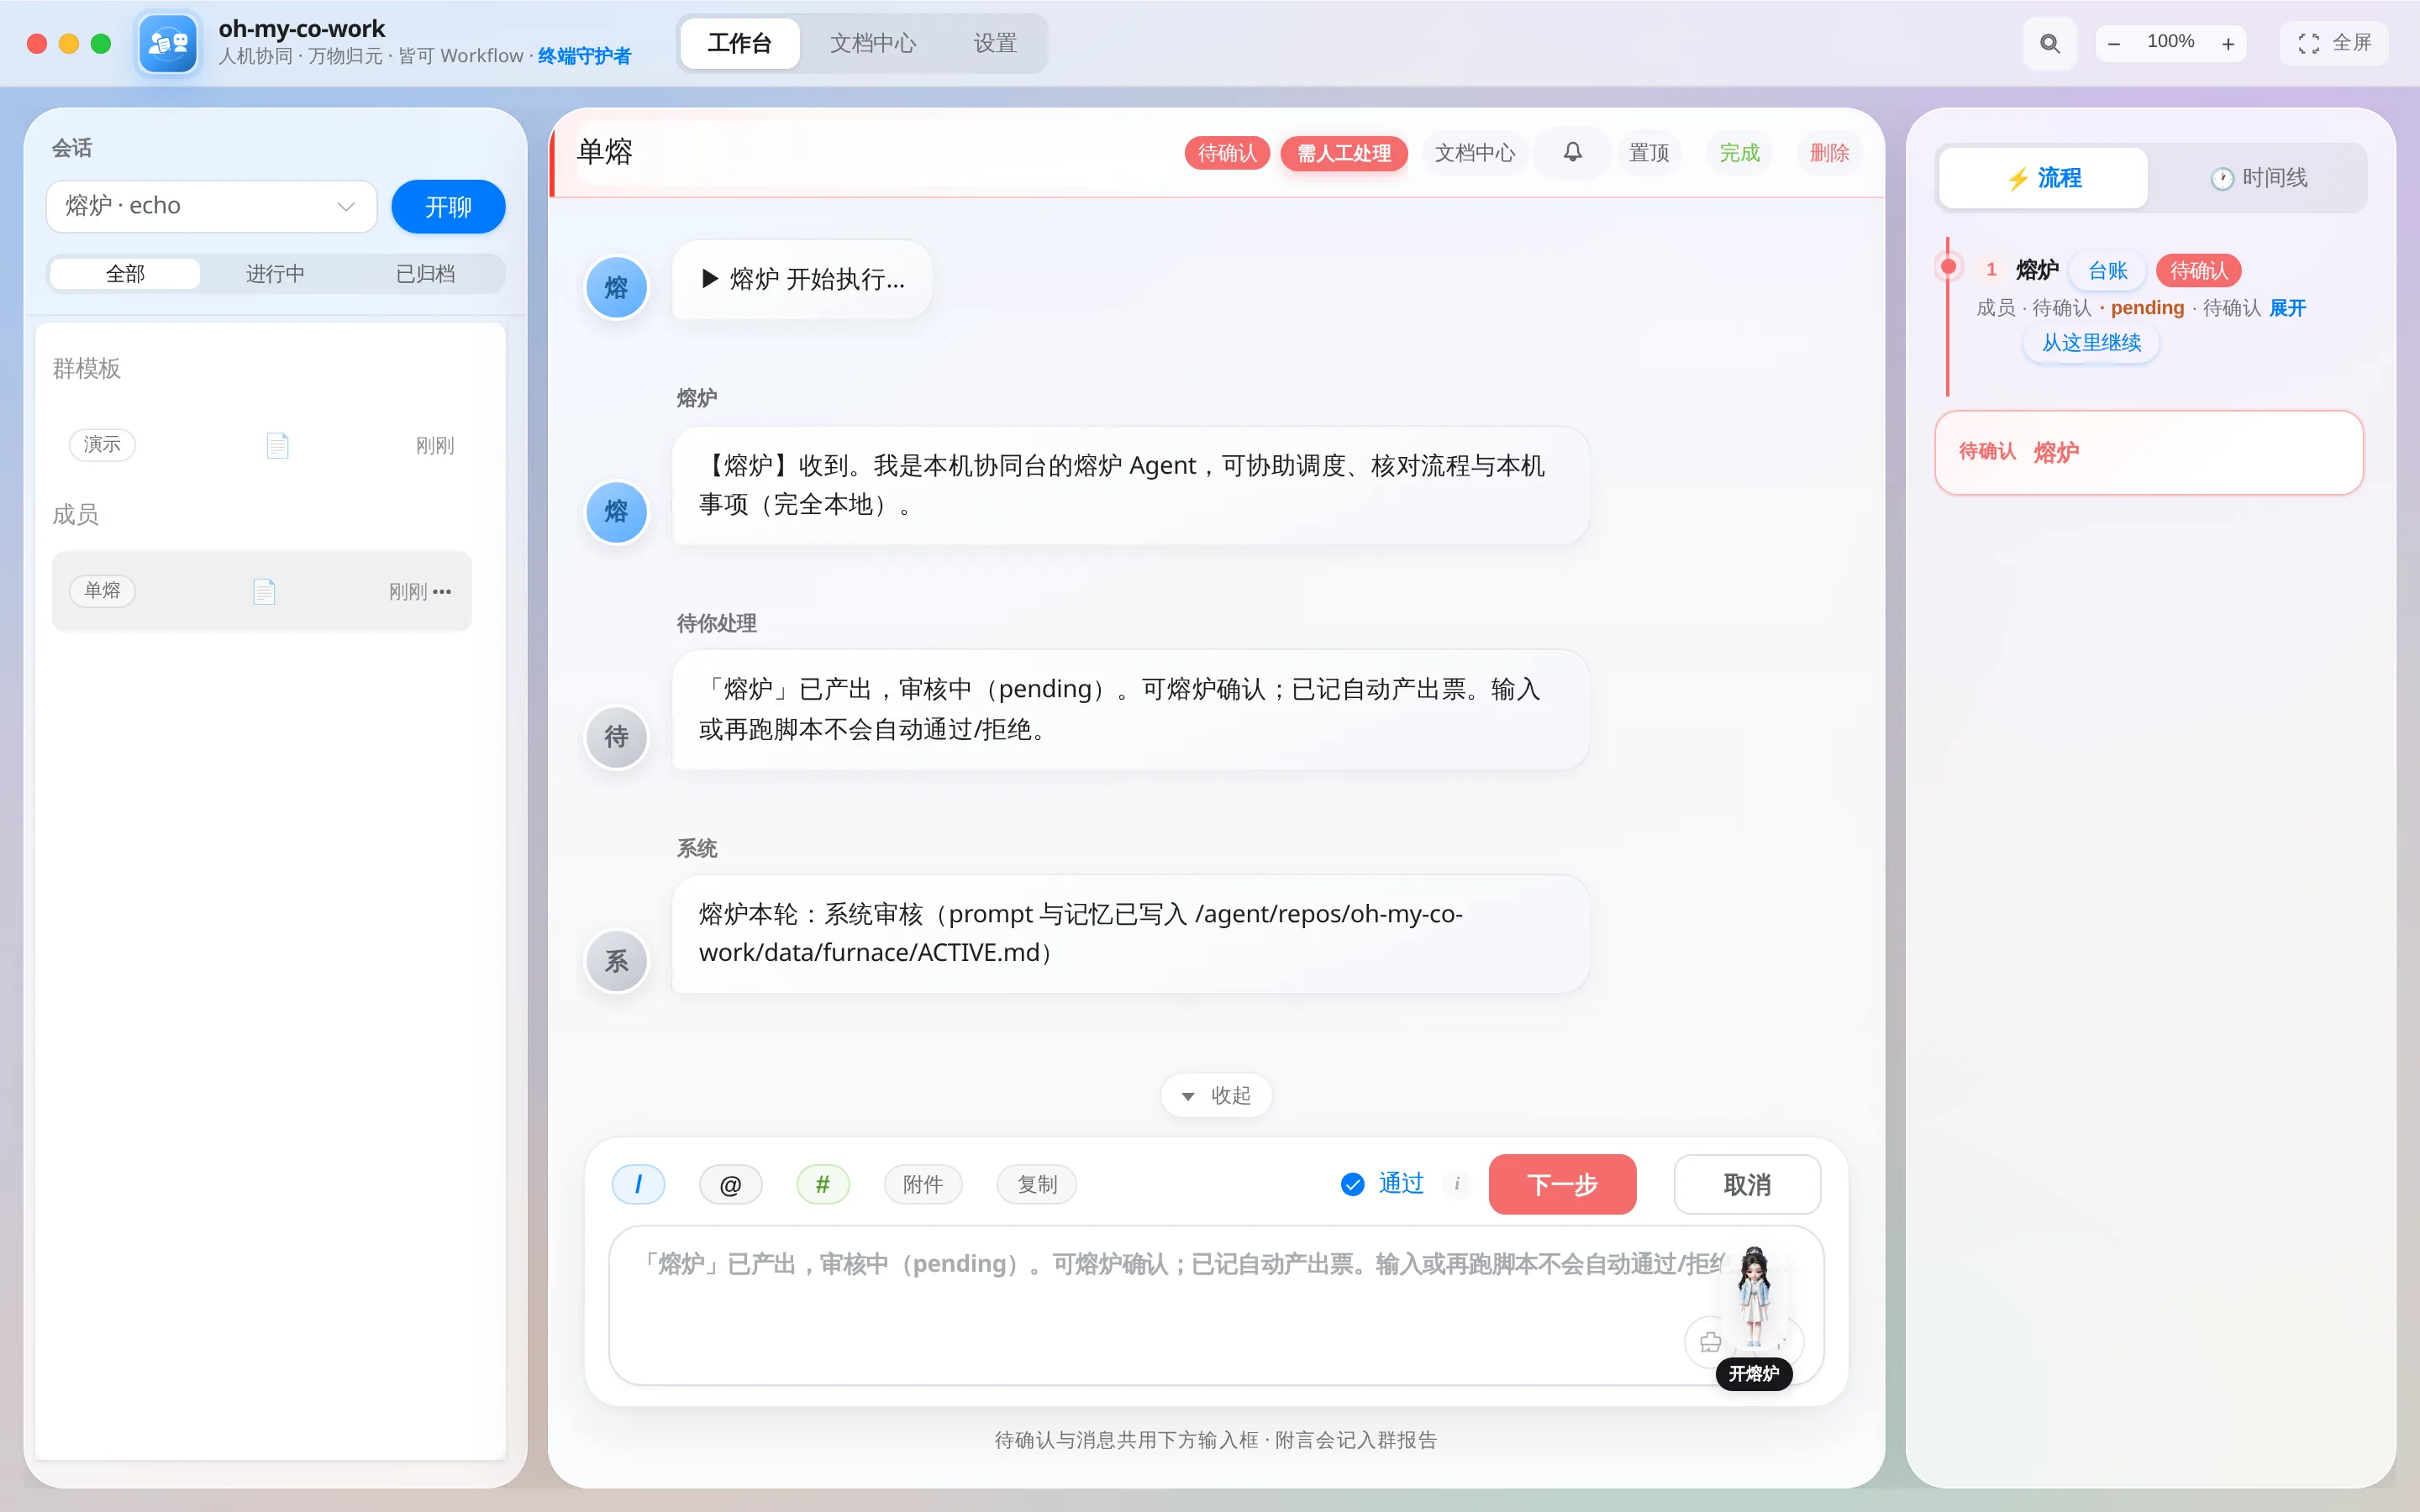 oh-my-co-work
人机协同 · 万物归元 · 皆可 Workflow · 终端守护者
工作台
文档中心
设置
100%
全屏
会话
熔炉 · echo
开聊
全部
进行中
已归档
群模板
演示
刚刚
成员
单熔
刚刚
单熔
待确认
需人工处理
文档中心
置顶
完成
删除
熔
▶ 熔炉 开始执行...
熔炉
熔
【熔炉】收到。我是本机协同台的熔炉 Agent，可协助调度、核对流程与本机
事项（完全本地）。
待你处理
待
「熔炉」已产出，审核中（pending）。可熔炉确认；已记自动产出票。输入
或再跑脚本不会自动通过/拒绝。
系统
系
熔炉本轮：系统审核（prompt 与记忆已写入 /agent/repos/oh-my-co-
work/data/furnace/ACTIVE.md）
收起
/
@
#
附件
复制
通过
i
下一步
取消
「熔炉」已产出，审核中（pending）。可熔炉确认；已记自动产出票。输入或再跑脚本不会自动通过/拒绝
开熔炉
待确认与消息共用下方输入框 · 附言会记入群报告
流程
时间线
1 熔炉 台账 待确认
成员 · 待确认 · pending · 待确认 展开
从这里继续
待确认 熔炉